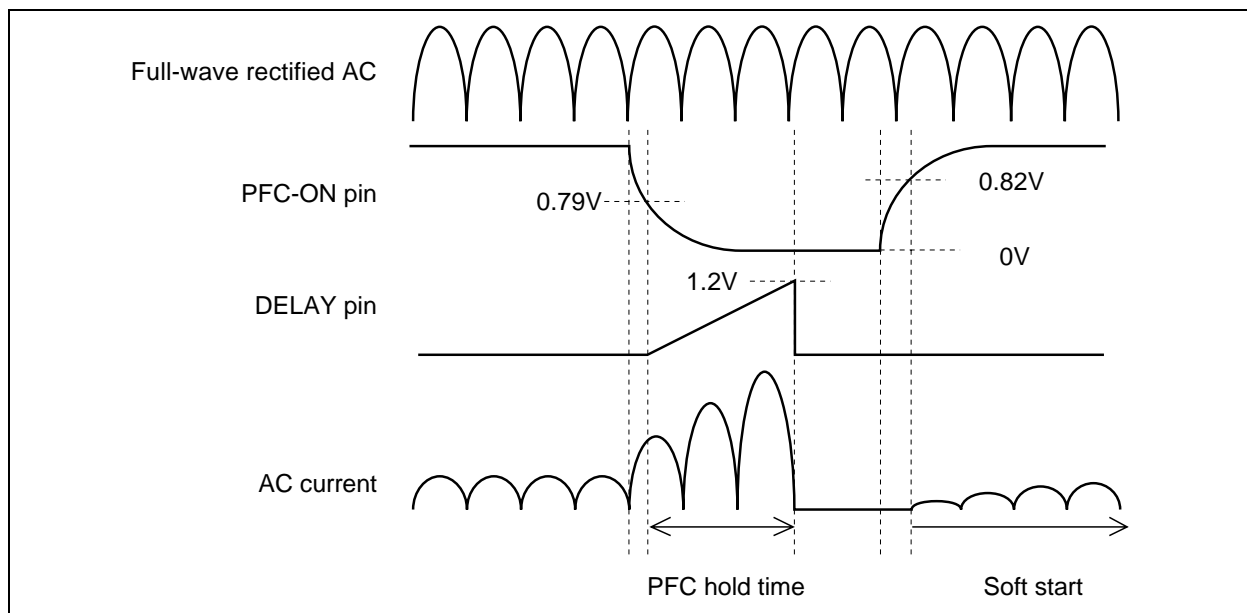 Full-wave rectified AC
PFC-ON pin
0.79V
0.82V
0V
1.2V
DELAY pin
AC current
PFC hold time
Soft start